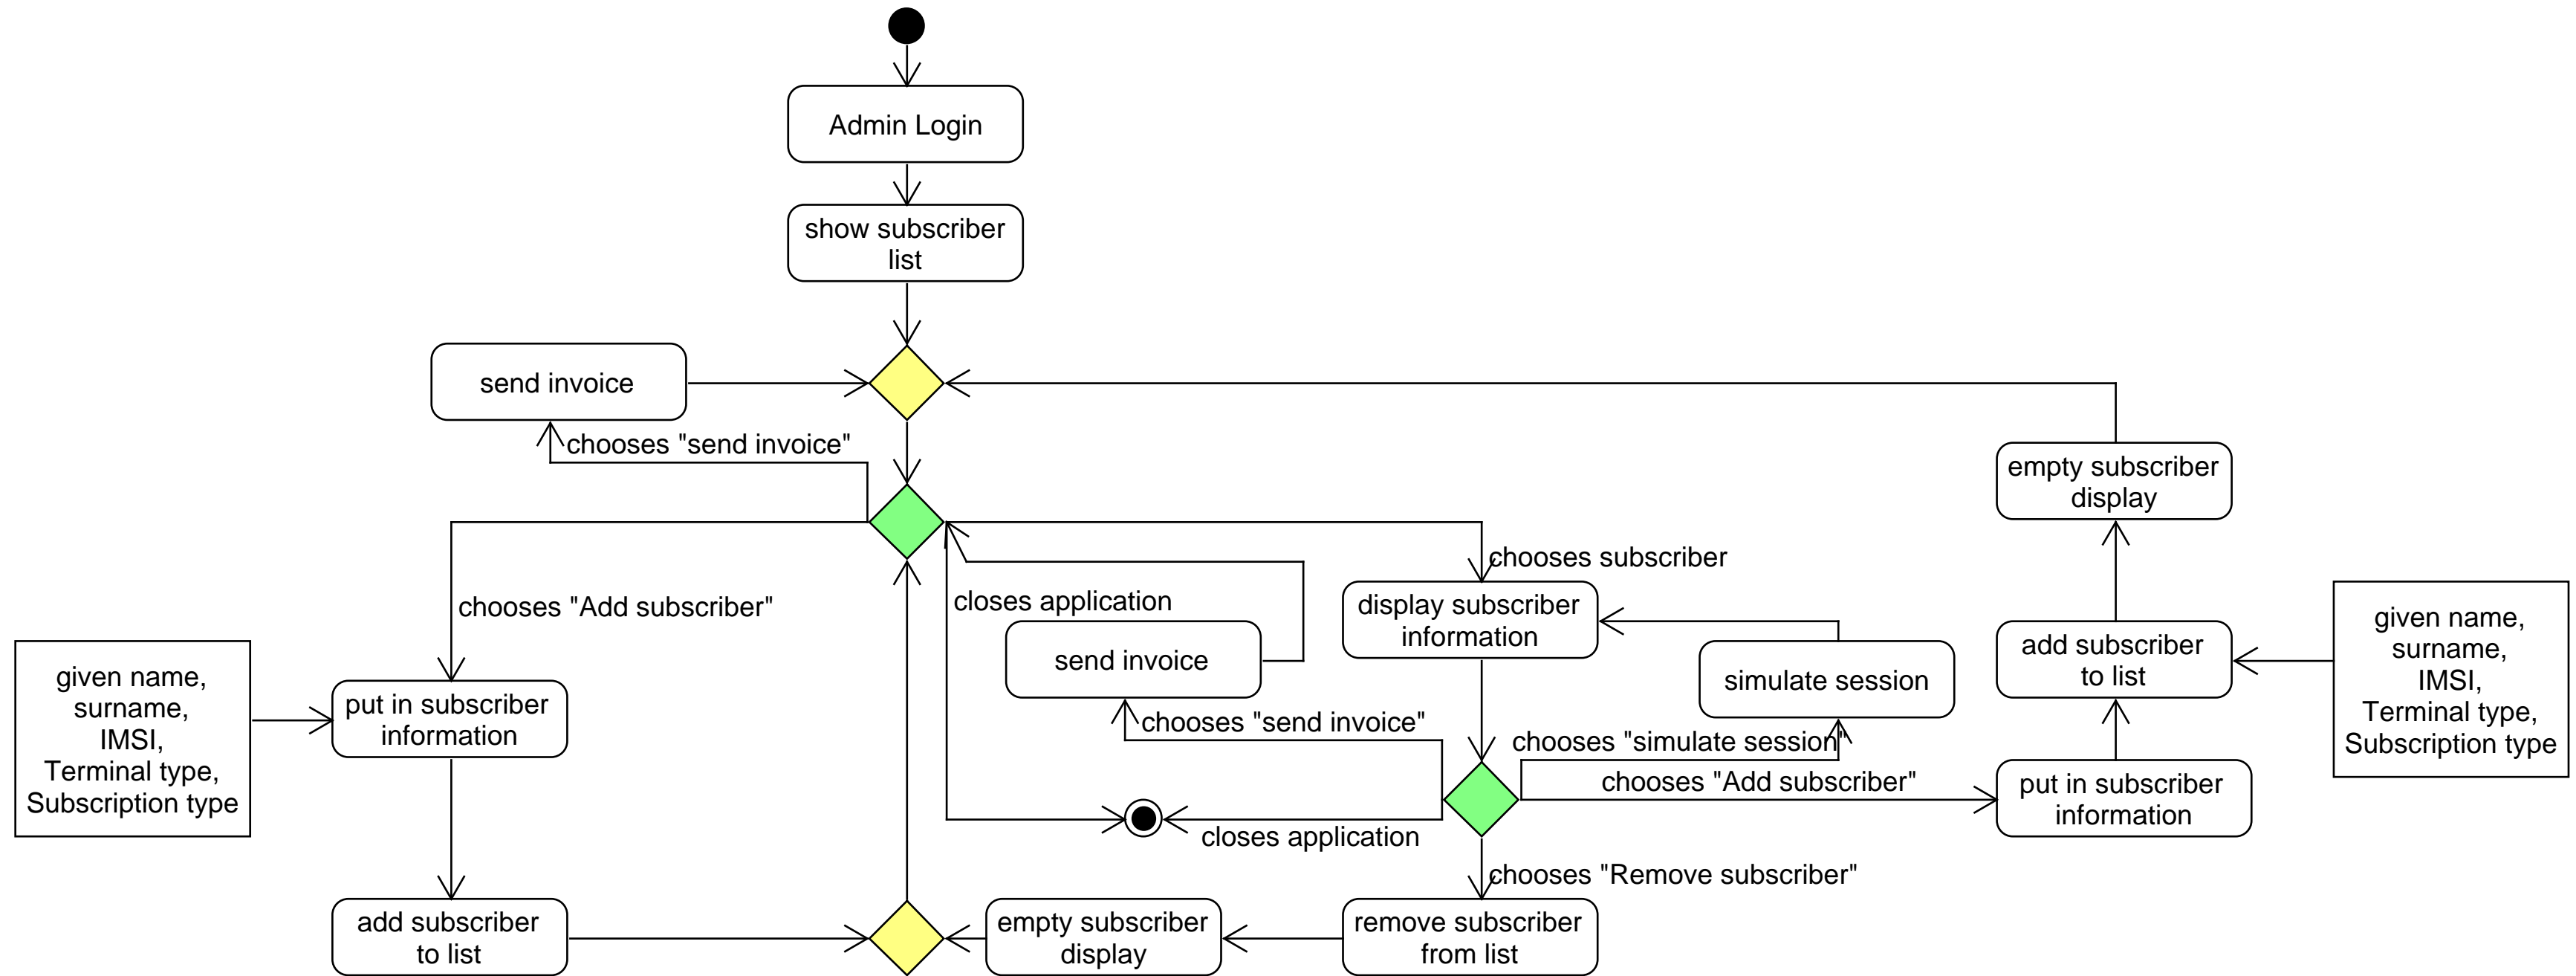 Admin Login
show subscriber
list
send invoice
chooses "send invoice"
empty subscriber
display
chooses subscriber
chooses "Add subscriber"
closes application
display subscriber
information
given name,
surname,
IMSI,
Terminal type,
Subscription type
put in subscriber
information
send invoice
chooses "send invoice"
simulate session
chooses "simulate session"
chooses "Add subscriber"
add subscriber
to list
given name,
surname,
IMSI,
Terminal type,
Subscription type
put in subscriber
information
closes application
chooses "Remove subscriber"
add subscriber
to list
empty subscriber
display
remove subscriber
from list